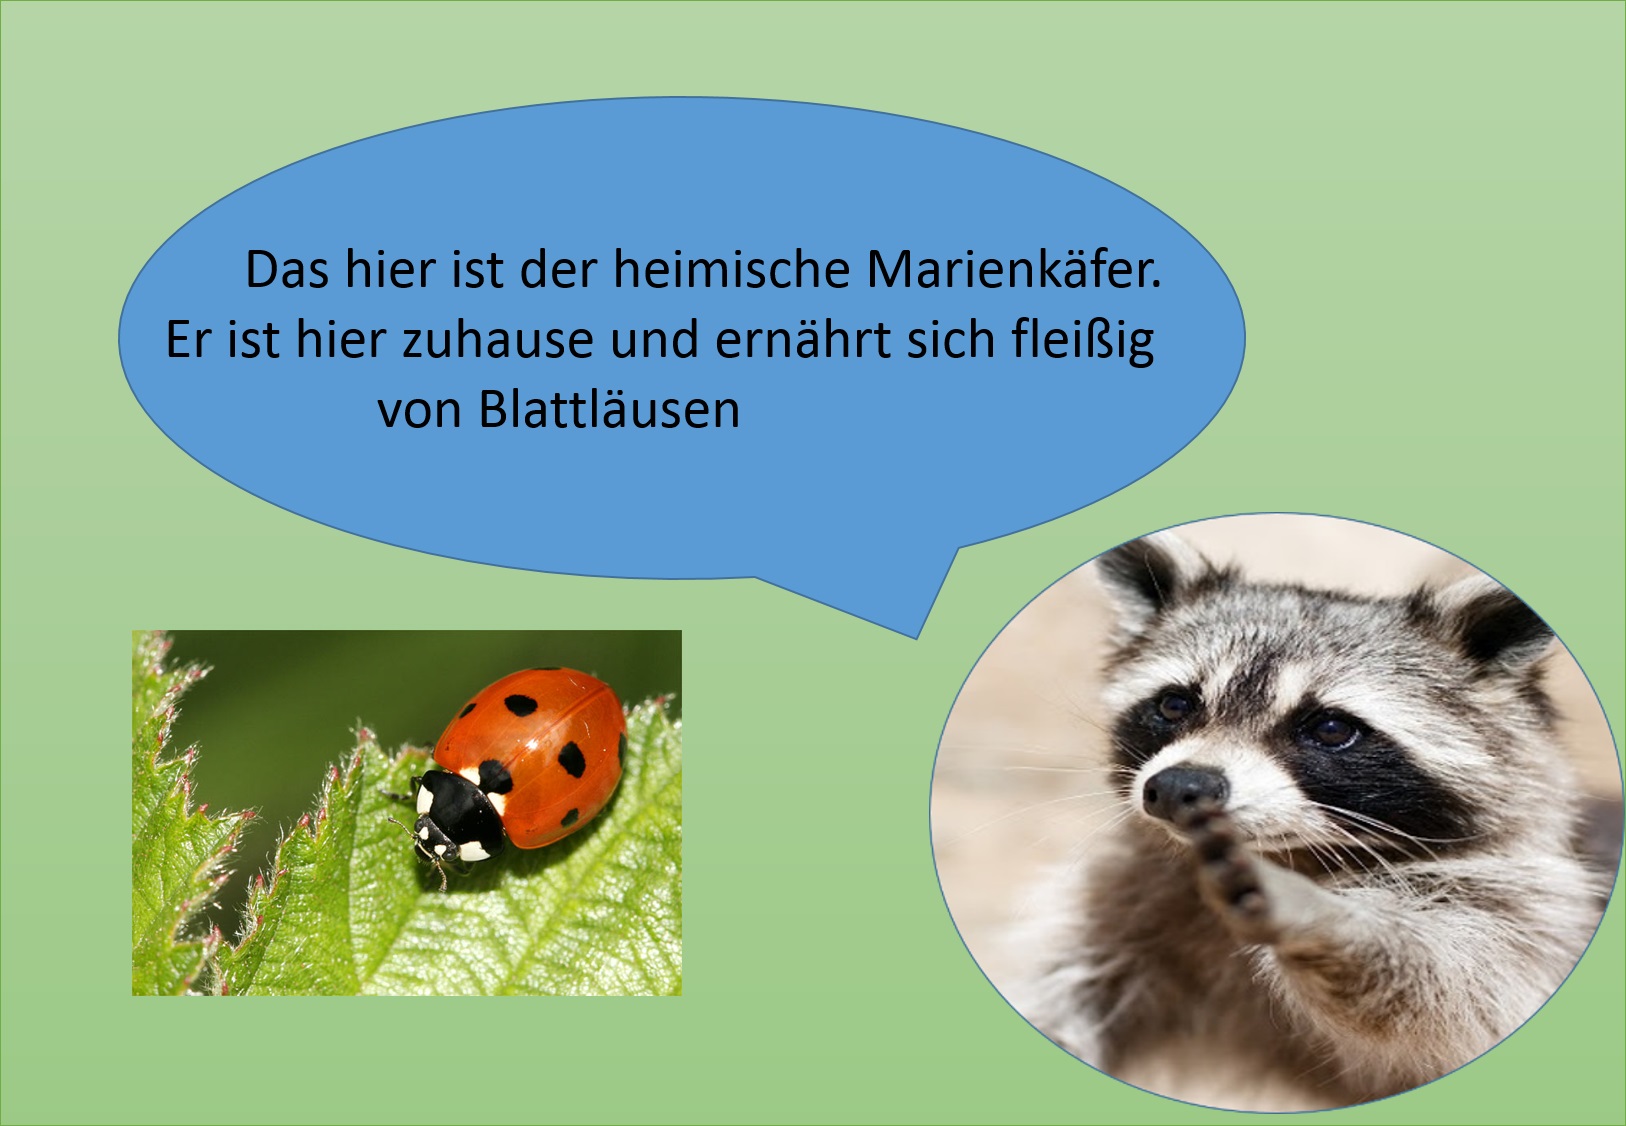 Das hier ist der heimische Marienkäfer.
Er ist hier zuhause und ernährt sich fleißig
von Blattläusen